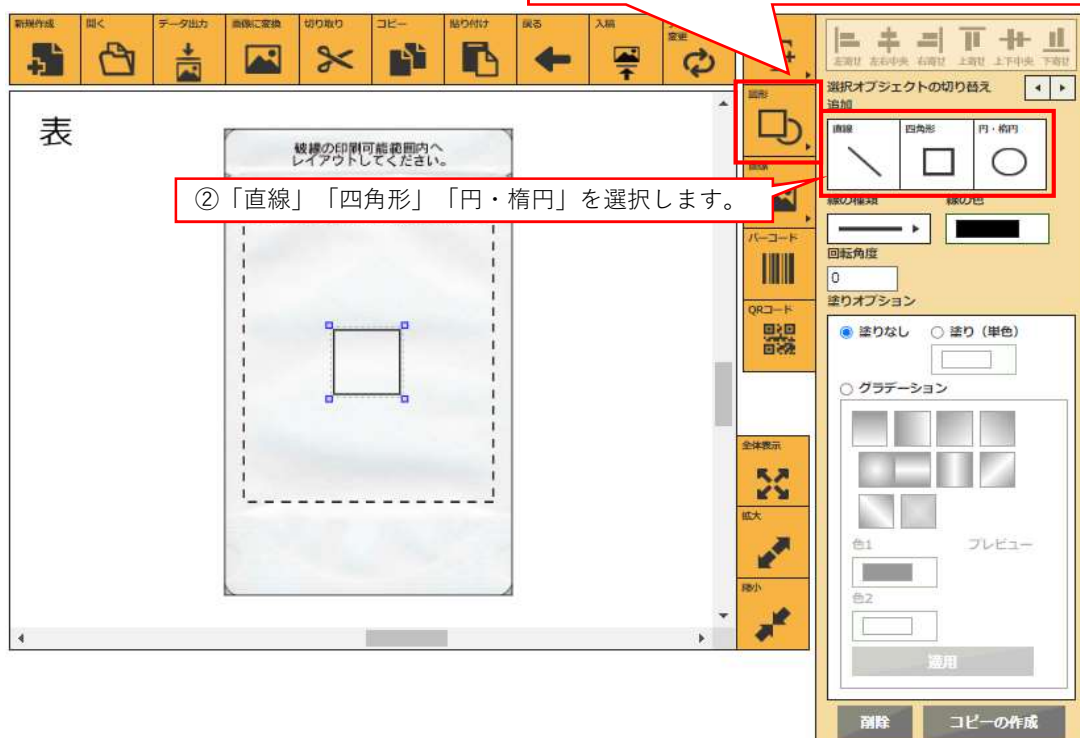 新規作成
開く
データ出力
画像に変換
切り取り
コピー
貼り付け
戻る
入稿
変更
左寄せ 左右中央 右寄せ 上寄せ 上下中央 下寄せ
選択オブジェクトの切り替え
追加
直線
四角形
円・楕円
線の種類
線の色
回転角度
0
塗りオプション
塗りなし
塗り（単色）
グラデーション
色1
プレビュー
色2
適用
削除
コピーの作成
図形
バーコード
QRコード
全体表示
拡大
縮小
表
破線の印刷可能範囲内へ
レイアウトしてください。
②「直線」「四角形」「円・楕円」を選択します。